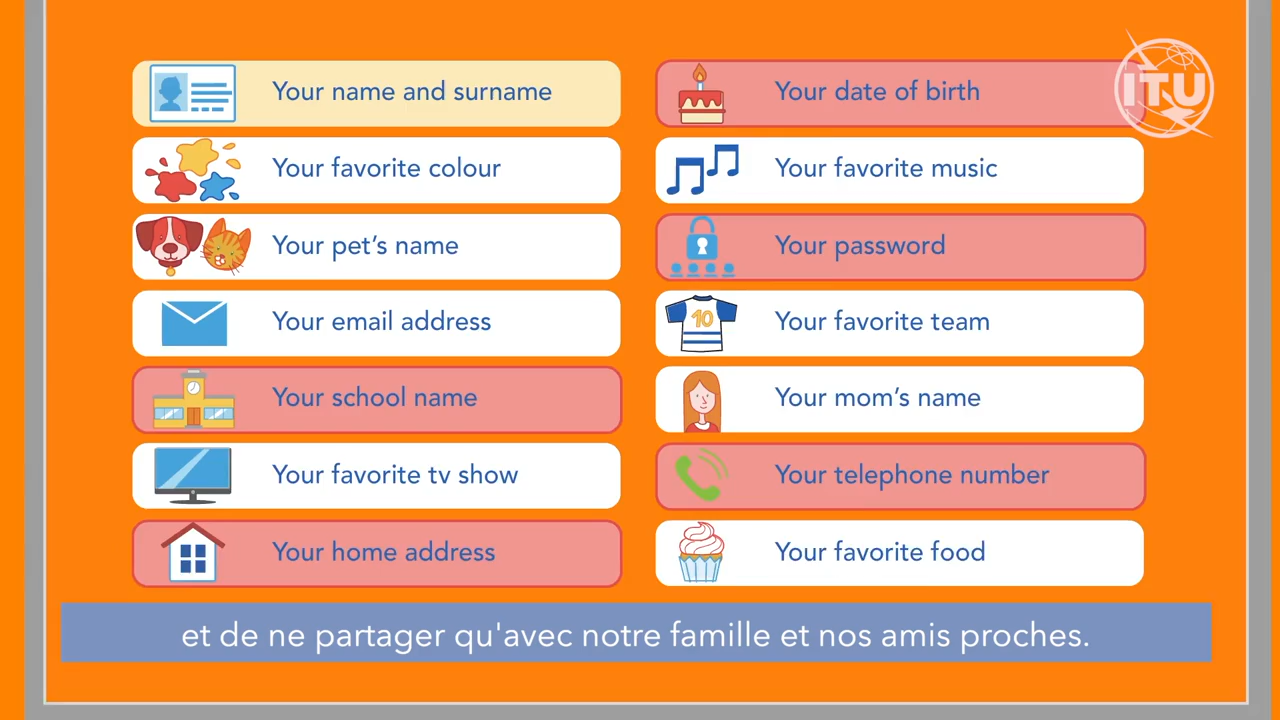 Your name and surname
Your date of birth
ITU
Your favorite colour
Your favorite music
Your pet’s name
Your password
Your email address
10
Your favorite team
Your school name
Your mom’s name
Your favorite tv show
Your telephone number
Your home address
Your favorite food
et de ne partager qu'avec notre famille et nos amis proches.